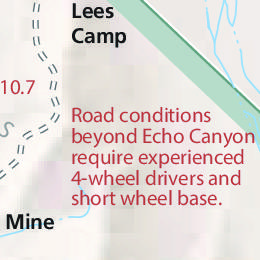 Lees
Camp
10.7
Road conditions
beyond Echo Canyon
require experienced
4-wheel drivers and
short wheel base.
Mine